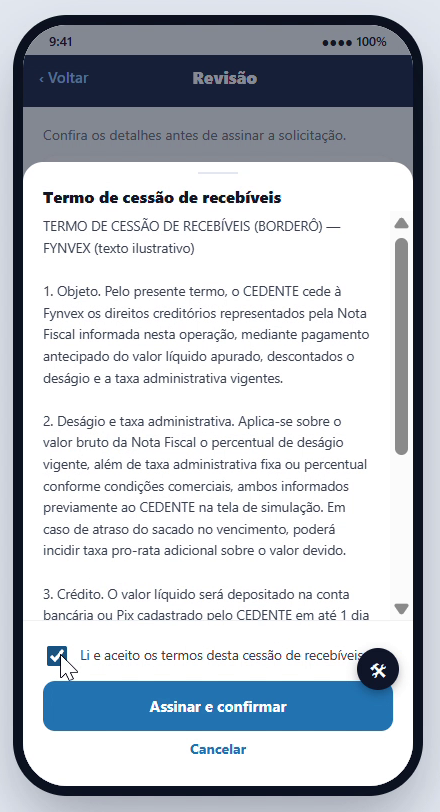 9:41
●●●● 100%
‹ Voltar
Revisão
Confira os detalhes antes de assinar a solicitação.
Termo de cessão de recebíveis
TERMO DE CESSÃO DE RECEBÍVEIS (BORDERÔ) —
FYNVEX (texto ilustrativo)
1. Objeto. Pelo presente termo, o CEDENTE cede à
Fynvex os direitos creditórios representados pela Nota
Fiscal informada nesta operação, mediante pagamento
antecipado do valor líquido apurado, descontados o
deságio e a taxa administrativa vigentes.
2. Deságio e taxa administrativa. Aplica-se sobre o
valor bruto da Nota Fiscal o percentual de deságio
vigente, além de taxa administrativa fixa ou percentual
conforme condições comerciais, ambos informados
previamente ao CEDENTE na tela de simulação. Em
caso de atraso do sacado no vencimento, poderá
incidir taxa pro-rata adicional sobre o valor devido.
3. Crédito. O valor líquido será depositado na conta
bancária ou Pix cadastrado pelo CEDENTE em até 1 dia
Li e aceito os termos desta cessão de recebíveis
Assinar e confirmar
Cancelar